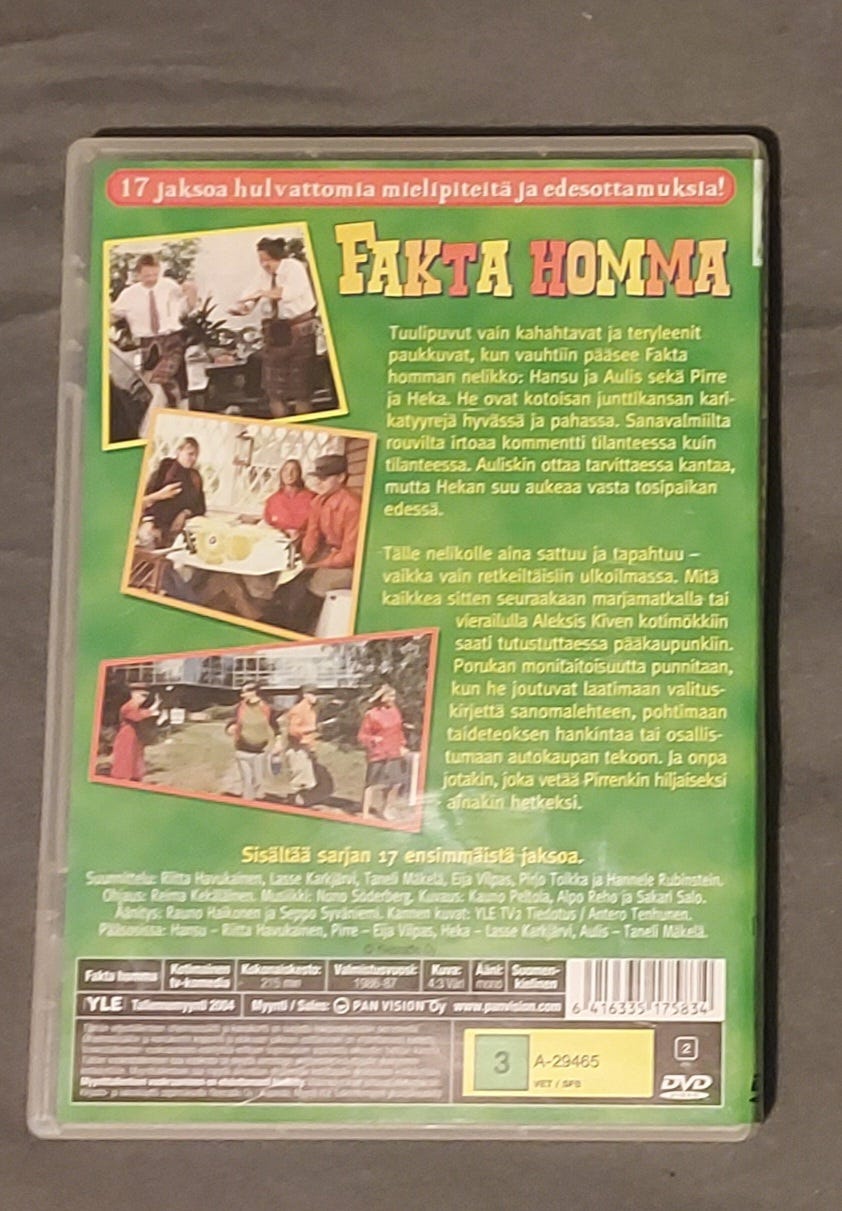 17 jaksoa hulvattomia mielipiteitä ja edesottamuksia!
FAKTA HOMMA
Tuulipuvut vain kahahtavat ja teryleenit
paukkuvat, kun vauhtiin pääsee Fakta
homman nelikko: Hansu ja Aulis sekä Pirre
ja Heka. He ovat kotoisan junttikansan kari-
katyyrejä hyvässä ja pahassa. Sanavalmiilta
rouvilta irtoaa kommentti tilanteessa kuin
tilanteessa. Auliskin ottaa tarvittaessa kantaa,
mutta Hekan suu aukeaa vasta tosipaikan
edessä.
Tälle nelikolle aina sattuu ja tapahtuu –
vaikka vain retkeiltäisiin ulkoilmassa. Mitä
kaikkea sitten seuraakaan marjamatkalla tai
vierailulla Aleksis Kiven kotimökkiin
saati tutustuttaessa pääkaupunkiin.
Porukan monitaitoisuutta punnitaan,
kun he joutuvat laatimaan valitus-
kirjettä sanomalehteen, pohtimaan
taideteoksen hankintaa tai osallis-
tumaan autokaupan tekoon. Ja onpa
jotakin, joka vetää Pirrenkin hiljaiseksi
– ainakin hetkeksi.
Sisältää sarjan 17 ensimmäistä jaksoa.
Suunnittelu: Riitta Havukainen, Lasse Karkjärvi, Taneli Mäkelä, Eija Vilpas, Pirjo Toikka ja Hannele Rubinstein.
Ohjaus: Reima Kekäläinen. Musiikki: Nono Söderberg. Kuvaus: Kauno Peltola, Alpo Reho ja Sakari Salo.
Äänitys: Rauno Haikonen ja Seppo Syväniemi. Kannen kuvat: YLE TV2 Tiedotus / Antero Tenhunen.
Pääosissa: Hansu – Riitta Havukainen, Pirre – Eija Vilpas, Heka – Lasse Karkjärvi, Aulis – Taneli Mäkelä.
Fakta homma Kotimainen tv-komedia Kokonaiskesto: 215 min Valmistusvuosi: 1986-87 Kuva: 4:3 Väri Ääni: mono Suomen-kielinen
YLE Tallennemyynti 2004 Myynti / Sales: PAN VISION Oy www.panvision.com
6 416335 175834
3 A-29465
VET / SFS
2
DVD